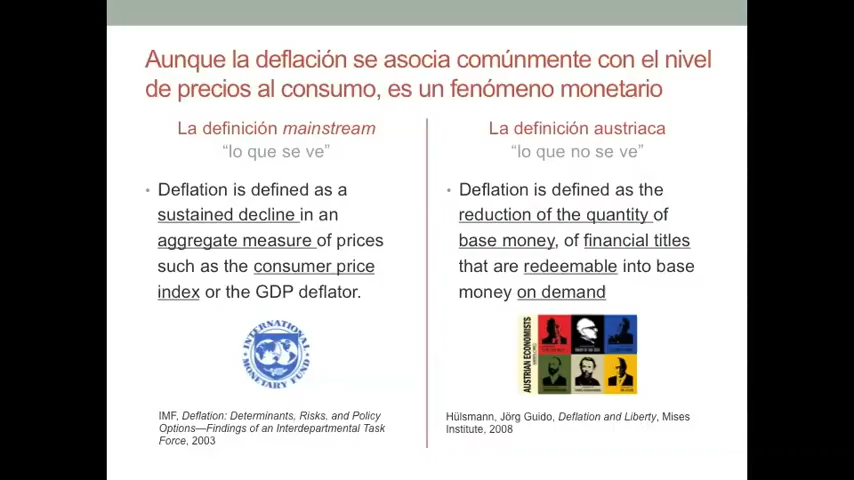 Aunque la deflación se asocia comúnmente con el nivel
de precios al consumo, es un fenómeno monetario
La definición mainstream
“lo que se ve”
• Deflation is defined as a
sustained decline in an
aggregate measure of prices
such as the consumer price
index or the GDP deflator.
INTERNATIONAL
MONETARY FUND
IMF, Deflation: Determinants, Risks, and Policy
Options—Findings of an Interdepartmental Task
Force, 2003
La definición austriaca
“lo que no se ve”
• Deflation is defined as the
reduction of the quantity of
base money, of financial titles
that are redeemable into base
money on demand
AUSTRIAN ECONOMISTS
Hülsmann, Jörg Guido, Deflation and Liberty, Mises
Institute, 2008